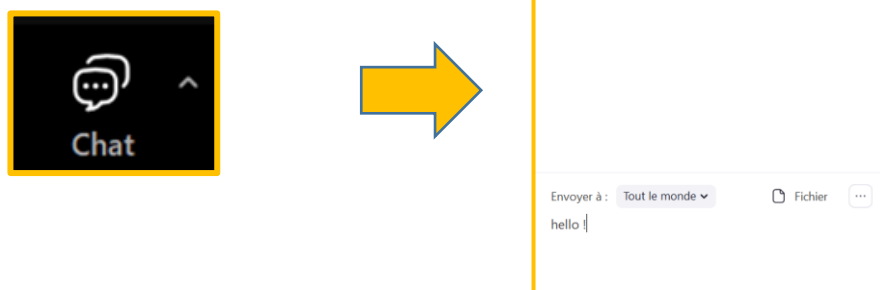 Chat
Envoyer à : Tout le monde Fichier ...
hello !